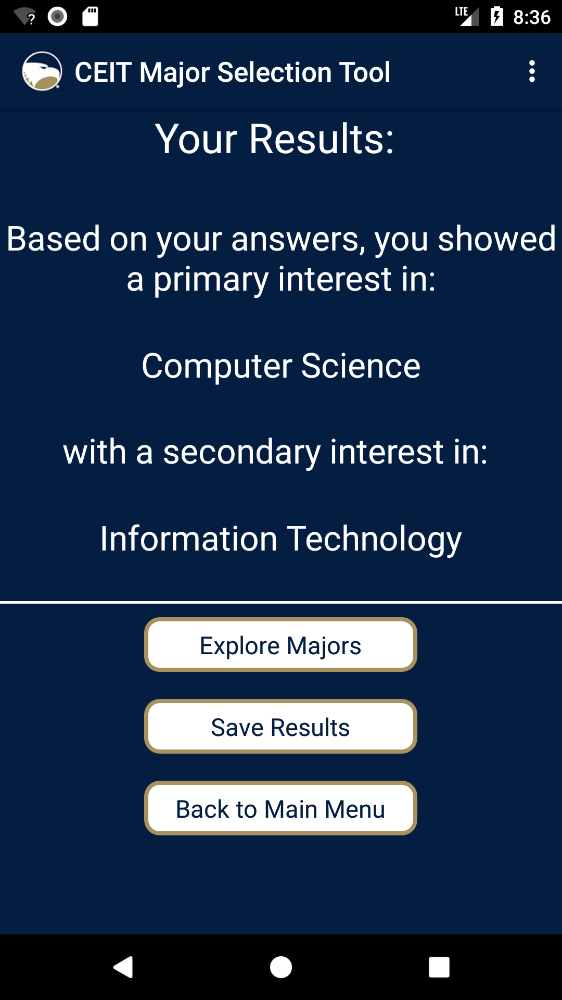 LTE 8:36
CEIT Major Selection Tool
Your Results:
Based on your answers, you showed
a primary interest in:
Computer Science
with a secondary interest in:
Information Technology
Explore Majors
Save Results
Back to Main Menu